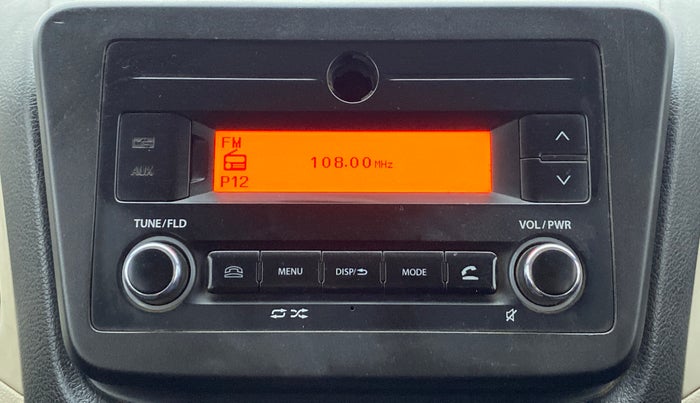 FM
108.00 MHz
P12
AUX
TUNE/FLD
VOL/PWR
MENU
DISP/
MODE